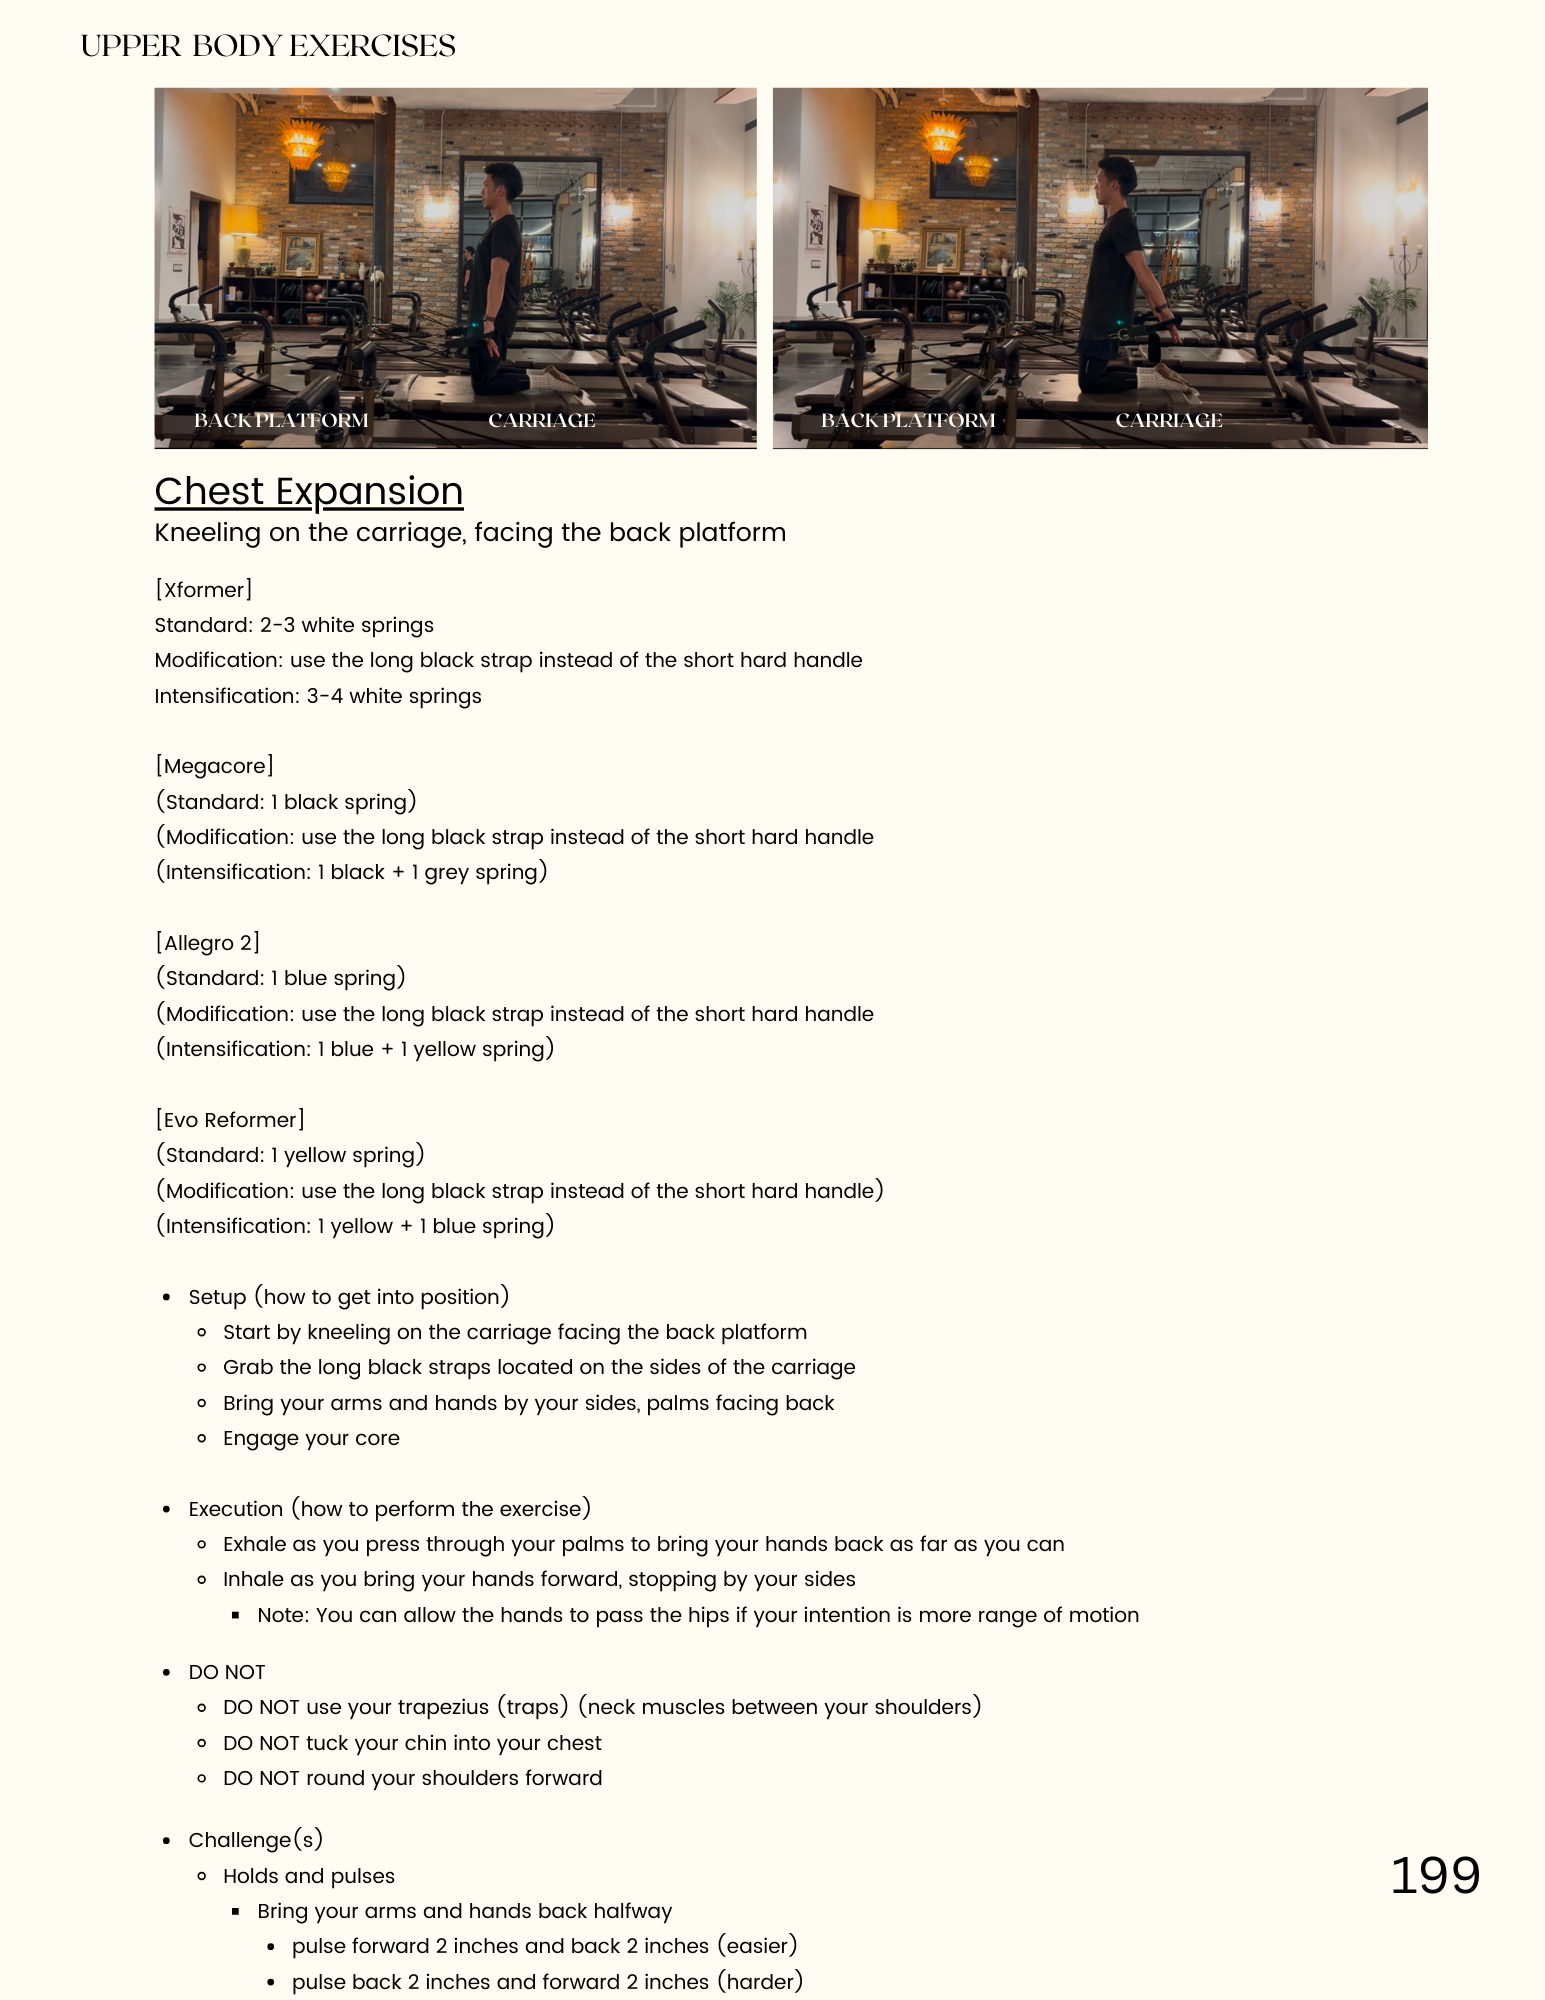 UPPER BODY EXERCISES
BACK PLATFORM
CARRIAGE
BACK PLATFORM
CARRIAGE
Chest Expansion
Kneeling on the carriage, facing the back platform
[Xformer]
Standard: 2-3 white springs
Modification: use the long black strap instead of the short hard handle
Intensification: 3-4 white springs
[Megacore]
(Standard: 1 black spring)
(Modification: use the long black strap instead of the short hard handle
(Intensification: 1 black + 1 grey spring)
[Allegro 2]
(Standard: 1 blue spring)
(Modification: use the long black strap instead of the short hard handle
(Intensification: 1 blue + 1 yellow spring)
[Evo Reformer]
(Standard: 1 yellow spring)
(Modification: use the long black strap instead of the short hard handle)
(Intensification: 1 yellow + 1 blue spring)
• Setup (how to get into position)
◦ Start by kneeling on the carriage facing the back platform
◦ Grab the long black straps located on the sides of the carriage
◦ Bring your arms and hands by your sides, palms facing back
◦ Engage your core
• Execution (how to perform the exercise)
◦ Exhale as you press through your palms to bring your hands back as far as you can
◦ Inhale as you bring your hands forward, stopping by your sides
▪ Note: You can allow the hands to pass the hips if your intention is more range of motion
• DO NOT
◦ DO NOT use your trapezius (traps) (neck muscles between your shoulders)
◦ DO NOT tuck your chin into your chest
◦ DO NOT round your shoulders forward
• Challenge(s)
◦ Holds and pulses
▪ Bring your arms and hands back halfway
• pulse forward 2 inches and back 2 inches (easier)
• pulse back 2 inches and forward 2 inches (harder)
199